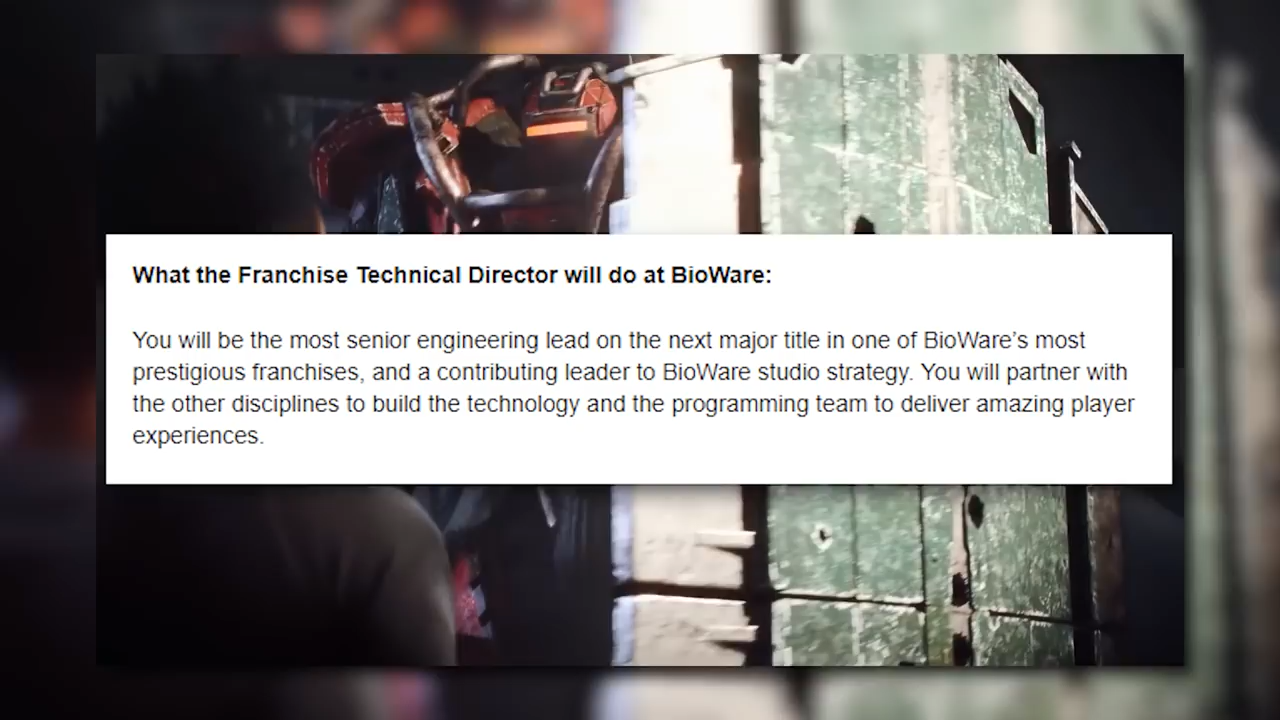 What the Franchise Technical Director will do at BioWare:
You will be the most senior engineering lead on the next major title in one of BioWare’s most
prestigious franchises, and a contributing leader to BioWare studio strategy. You will partner with
the other disciplines to build the technology and the programming team to deliver amazing player
experiences.